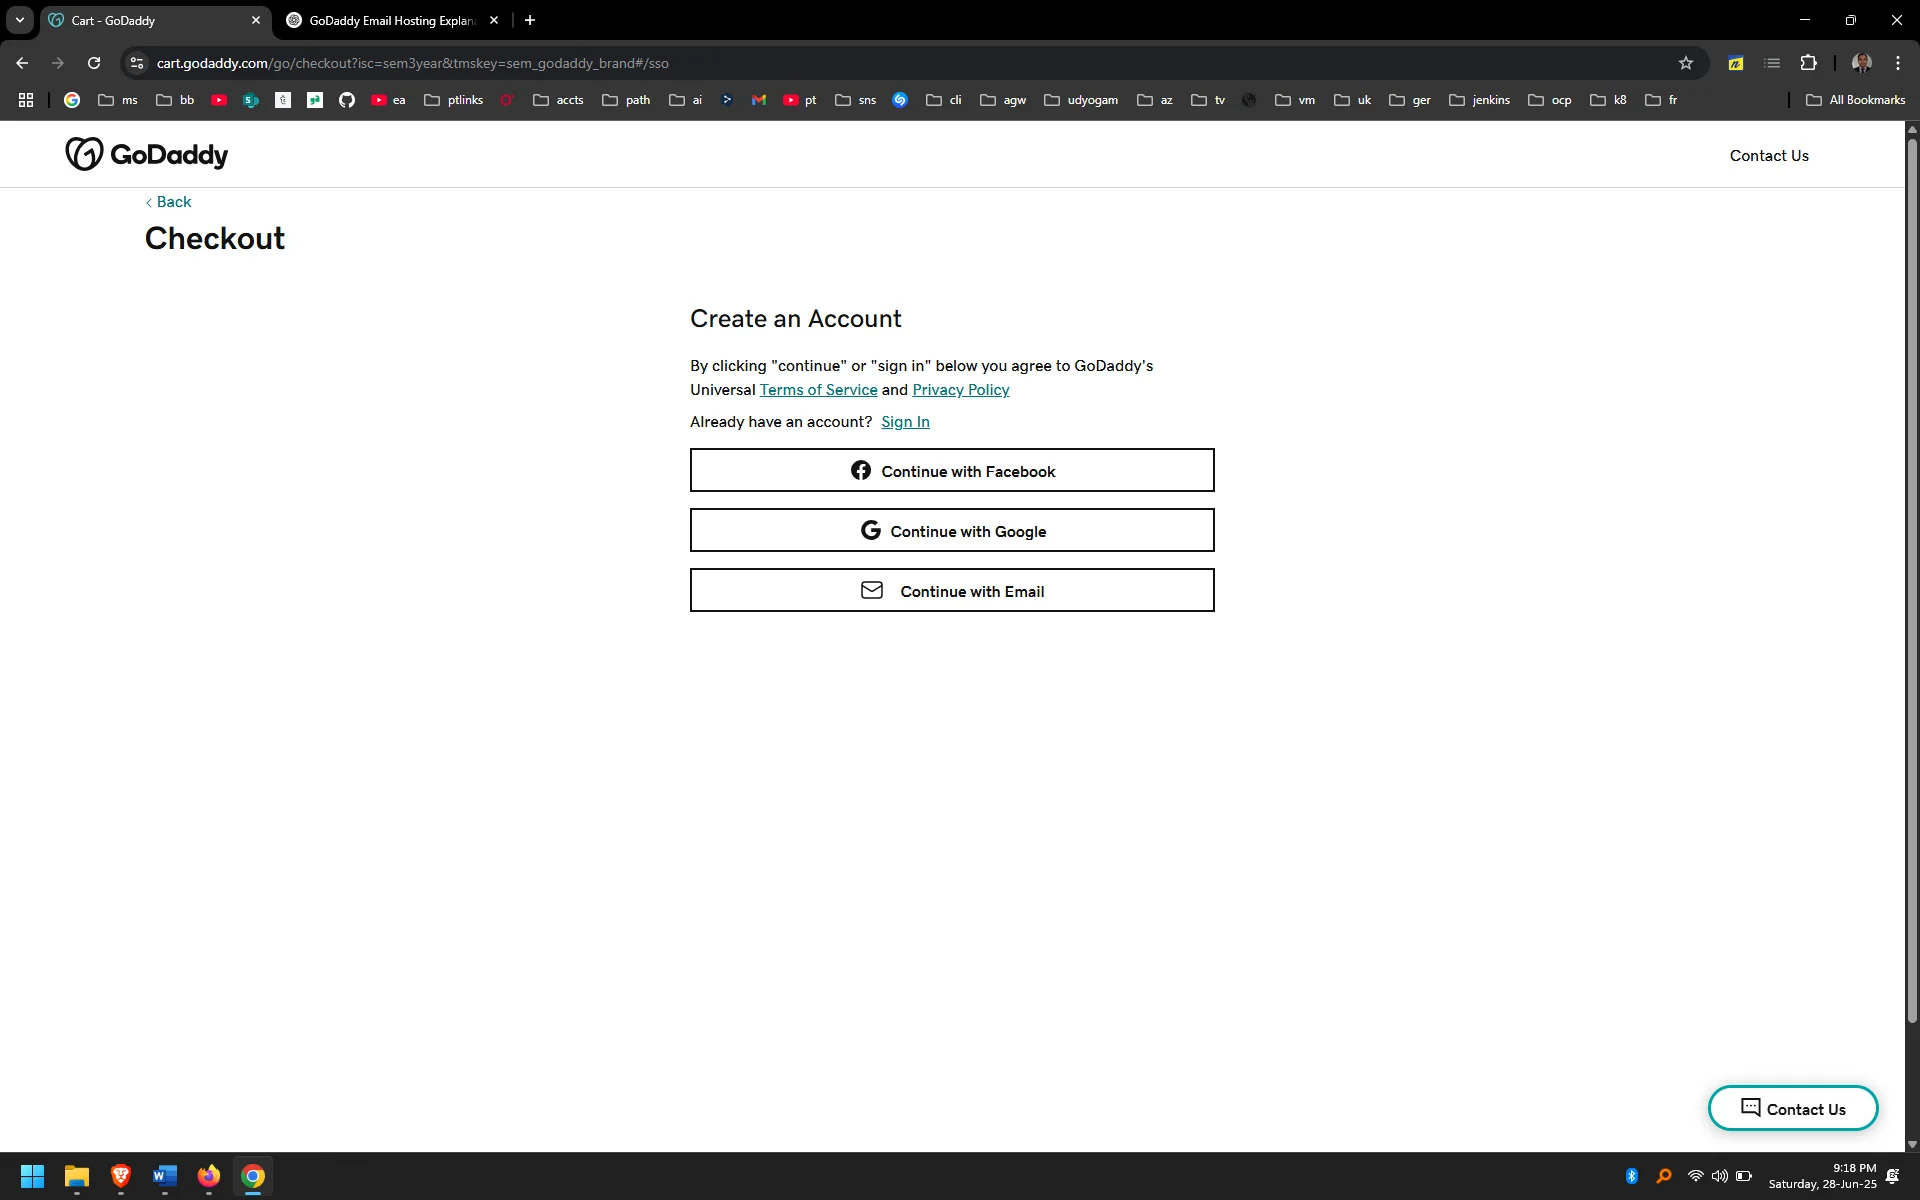 Cart - GoDaddy
GoDaddy Email Hosting Explan
cart.godaddy.com/go/checkout?isc=sem3year&tmskey=sem_godaddy_brand#/sso
ms bb ea ptlinks accts path ai pt sns cli agw udyogam az tv vm uk ger jenkins ocp k8 fr All Bookmarks
GoDaddy
Contact Us
Back
Checkout
Create an Account
By clicking "continue" or "sign in" below you agree to GoDaddy's
Universal Terms of Service and Privacy Policy
Already have an account? Sign In
Continue with Facebook
Continue with Google
Continue with Email
Contact Us
9:18 PM
Saturday, 28-Jun-25